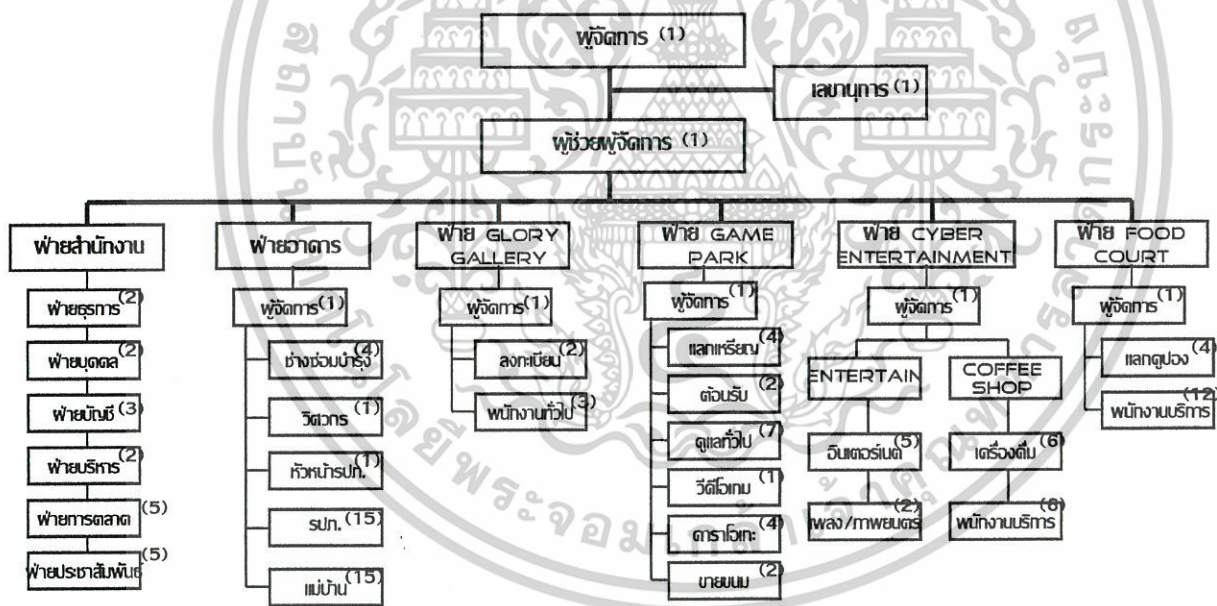 ผู้จัดการ (1)
เลขานุการ (1)
ผู้ช่วยผู้จัดการ (1)
ฝ่ายสำนักงาน
ฝ่ายธุรการ (2)
ฝ่ายบุคคล (2)
ฝ่ายบัญชี (3)
ฝ่ายบริหาร (2)
ฝ่ายการตลาด (5)
ฝ่ายประชาสัมพันธ์ (5)
ฝ่ายอาคาร
ผู้จัดการ (1)
ช่างซ่อมบำรุง (4)
วิศวกร (1)
หัวหน้ารปภ. (1)
รปภ. (15)
แม่บ้าน (15)
ฝ่าย GLORY
GALLERY
ผู้จัดการ (1)
ลงทะเบียน (2)
พนักงานทั่วไป (3)
ฝ่าย GAME
PARK
ผู้จัดการ (1)
แลกเหรียญ (4)
ต้อนรับ (2)
ดูแลทั่วไป (7)
วีดีโอเกม (1)
คาราโอเกะ (4)
ขายขนม (2)
ฝ่าย CYBER
ENTERTAINMENT
ผู้จัดการ (1)
ENTERTAIN
อินเตอร์เนต (5)
เพลง/ภาพยนตร์ (2)
COFFEE
SHOP
เครื่องดื่ม (6)
พนักงานบริการ (6)
ฝ่าย FOOD
COURT
ผู้จัดการ (1)
แลกคูปอง (4)
พนักงานบริการ (12)